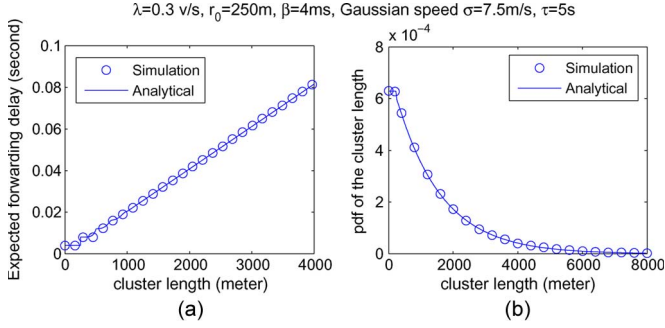 λ=0.3 v/s, r₀=250m, β=4ms, Gaussian speed σ=7.5m/s, τ=5s
Expected forwarding delay (second)
0.1
0.08
0.06
0.04
0.02
0
Simulation
Analytical
0 1000 2000 3000 4000
cluster length (meter)
(a)
x 10⁻⁴
pdf of the cluster length
8
6
4
2
0
Simulation
Analytical
0 2000 4000 6000 8000
cluster length (meter)
(b)